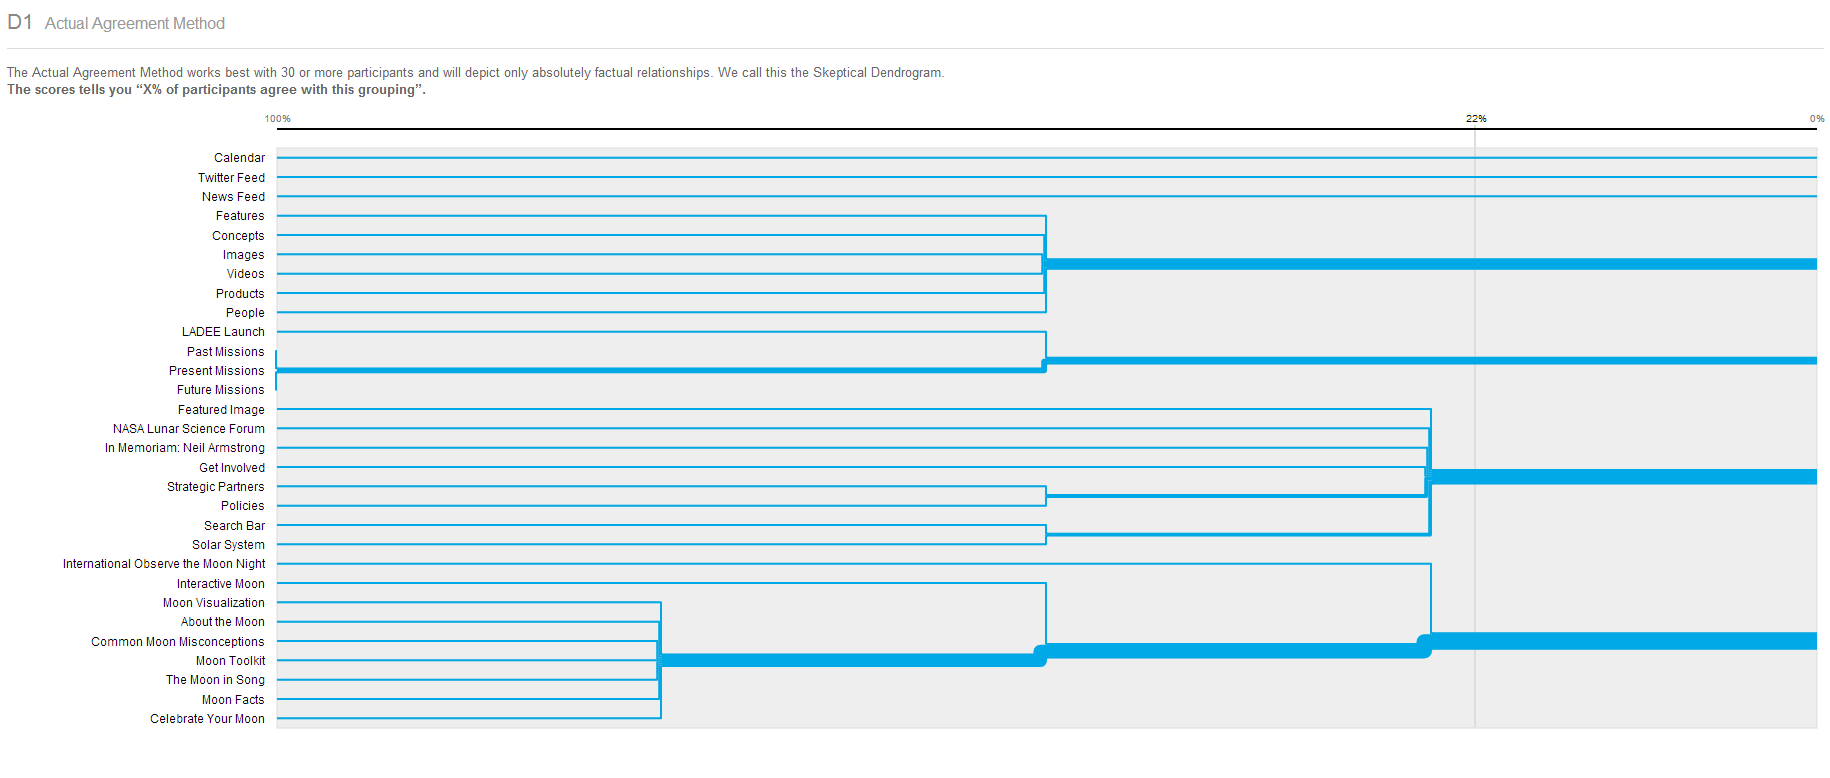 D1 Actual Agreement Method
The Actual Agreement Method works best with 30 or more participants and will depict only absolutely factual relationships. We call this the Skeptical Dendrogram.
The scores tells you “X% of participants agree with this grouping”.
100% 22% 0%
Calendar
Twitter Feed
News Feed
Features
Concepts
Images
Videos
Products
People
LADEE Launch
Past Missions
Present Missions
Future Missions
Featured Image
NASA Lunar Science Forum
In Memoriam: Neil Armstrong
Get Involved
Strategic Partners
Policies
Search Bar
Solar System
International Observe the Moon Night
Interactive Moon
Moon Visualization
About the Moon
Common Moon Misconceptions
Moon Toolkit
The Moon in Song
Moon Facts
Celebrate Your Moon